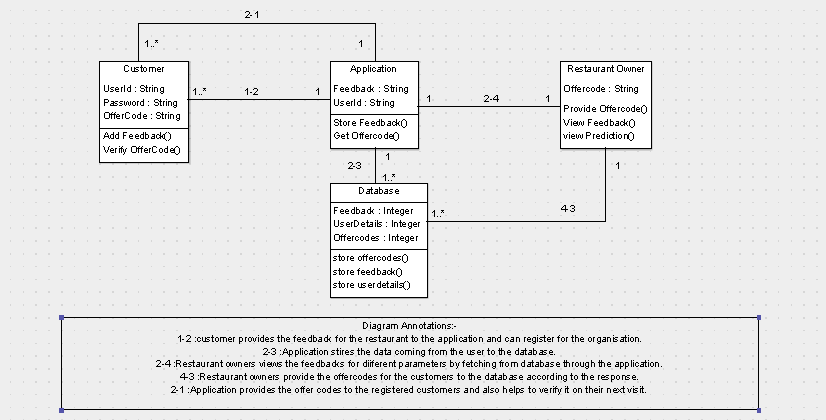 2-1
1..*
1
Customer
UserId : String
Password : String
OfferCode : String
Add Feedback()
Verify OfferCode()
1..*
1-2
1
Application
Feedback : String
UserId : String
Store Feedback()
Get Offercode()
1
2-4
1
Restaurant Owner
Offercode : String
Provide Offercode()
View Feedback()
view Prediction()
2-3
1
1..*
1
Database
Feedback : Integer
UserDetails : Integer
Offercodes : Integer
store offercodes()
store feedback()
store userdetails()
1..*
4-3
Diagram Annotations:-
1-2 :customer provides the feedback for the restaurant to the application and can register for the organisation.
2-3 :Application stires the data coming from the user to the database.
2-4 :Restaurant owners views the feedbacks for diiferent parameters by fetching from database through the application.
4-3 :Restaurant owners provide the offercodes for the customers to the database according to the response.
2-1 :Application provides the offer codes to the registered customers and also helps to verify it on their next visit.